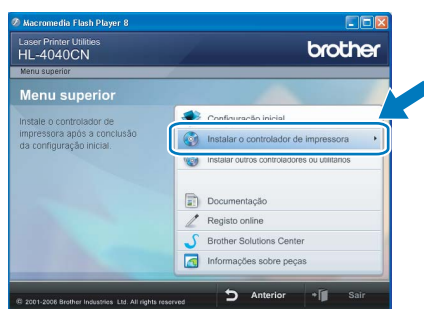 Macromedia Flash Player 8
Laser Printer Utilities
HL-4040CN
brother
Menu superior
Menu superior
Instale o controlador de
impressora após a conclusão
da configuração inicial.
Configuração inicial
Instalar o controlador de impressora
Instalar outros controladores ou utilitários
Documentação
Registo online
Brother Solutions Center
Informações sobre peças
© 2001-2006 Brother Industries Ltd. All rights reserved
Anterior
Sair